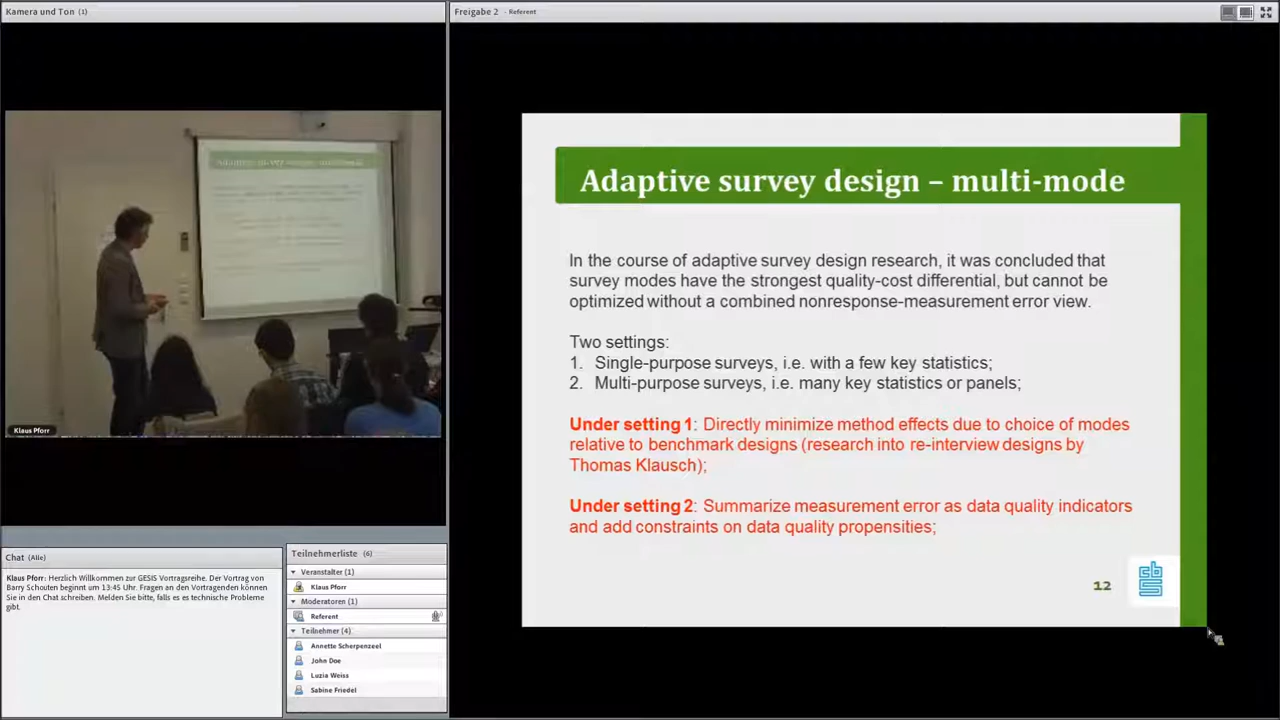 Kamera und Ton (1)
Freigabe 2 - Referent
Klaus Pforr
Adaptive survey design – multi-mode
In the course of adaptive survey design research, it was concluded that
survey modes have the strongest quality-cost differential, but cannot be
optimized without a combined nonresponse-measurement error view.
Two settings:
1. Single-purpose surveys, i.e. with a few key statistics;
2. Multi-purpose surveys, i.e. many key statistics or panels;
Under setting 1: Directly minimize method effects due to choice of modes
relative to benchmark designs (research into re-interview designs by
Thomas Klausch);
Under setting 2: Summarize measurement error as data quality indicators
and add constraints on data quality propensities;
12
cbs
Chat (Alle)
Klaus Pforr: Herzlich Willkommen zur GESIS Vortragsreihe. Der Vortrag von
Barry Schouten beginnt um 13:45 Uhr. Fragen an den Vortragenden können
Sie in den Chat schreiben. Melden Sie bitte, falls es es technische Probleme
gibt.
Teilnehmerliste (6)
Veranstalter (1)
Klaus Pforr
Moderatoren (1)
Referent
Teilnehmer (4)
Annette Scherpenzeel
John Doe
Luzia Weiss
Sabine Friedel